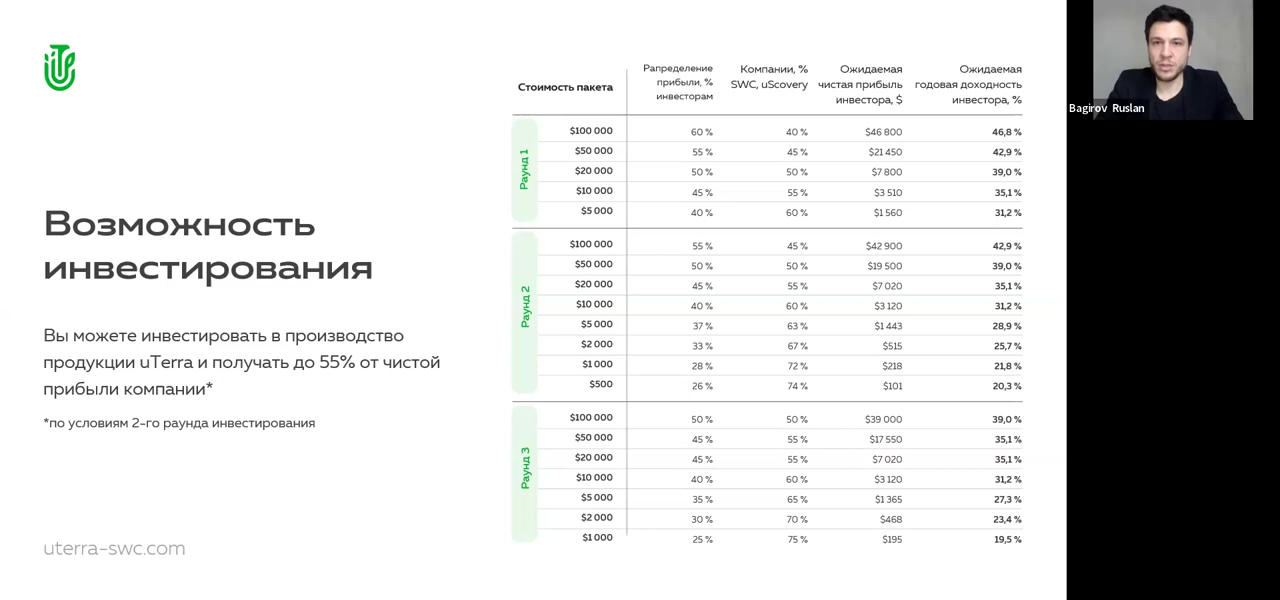 Возможность
инвестирования
Вы можете инвестировать в производство
продукции uTerra и получать до 55% от чистой
прибыли компании*
*по условиям 2-го раунда инвестирования
uterra-swc.com
Стоимость пакета
Рапределение
прибыли, %
инвесторам
Компании, %
SWC, uScovery
Ожидаемая
чистая прибыль
инвестора, $
Ожидаемая
годовая доходность
инвестора, %
Раунд 1
$100 000 60 % 40 % $46 800 46,8 %
$50 000 55 % 45 % $21 450 42,9 %
$20 000 50 % 50 % $7 800 39,0 %
$10 000 45 % 55 % $3 510 35,1 %
$5 000 40 % 60 % $1 560 31,2 %
Раунд 2
$100 000 55 % 45 % $42 900 42,9 %
$50 000 50 % 50 % $19 500 39,0 %
$20 000 45 % 55 % $7 020 35,1 %
$10 000 40 % 60 % $3 120 31,2 %
$5 000 37 % 63 % $1 443 28,9 %
$2 000 33 % 67 % $515 25,7 %
$1 000 28 % 72 % $218 21,8 %
$500 26 % 74 % $101 20,3 %
Раунд 3
$100 000 50 % 50 % $39 000 39,0 %
$50 000 45 % 55 % $17 550 35,1 %
$20 000 45 % 55 % $7 020 35,1 %
$10 000 40 % 60 % $3 120 31,2 %
$5 000 35 % 65 % $1 365 27,3 %
$2 000 30 % 70 % $468 23,4 %
$1 000 25 % 75 % $195 19,5 %
Bagirov Ruslan